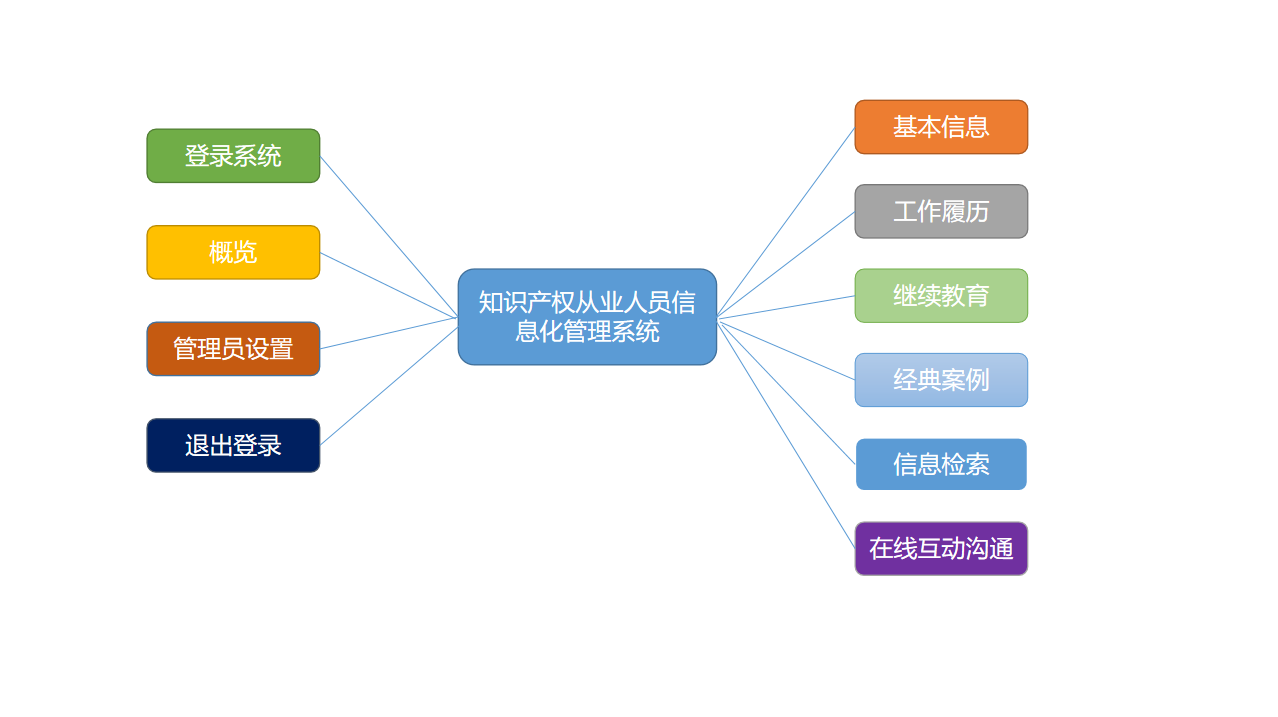 登录系统
概览
管理员设置
退出登录
知识产权从业人员信
息化管理系统
基本信息
工作履历
继续教育
经典案例
信息检索
在线互动沟通